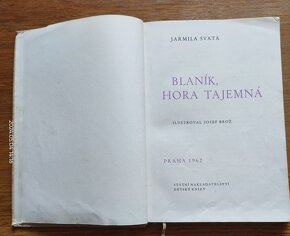 JARMILA SVATÁ
BLANÍK,
HORA TAJEMNÁ
ILUSTROVAL JOSEF BROŽ
PRAHA 1962
STÁTNÍ NAKLADATELSTVÍ
DĚTSKÉ KNIHY